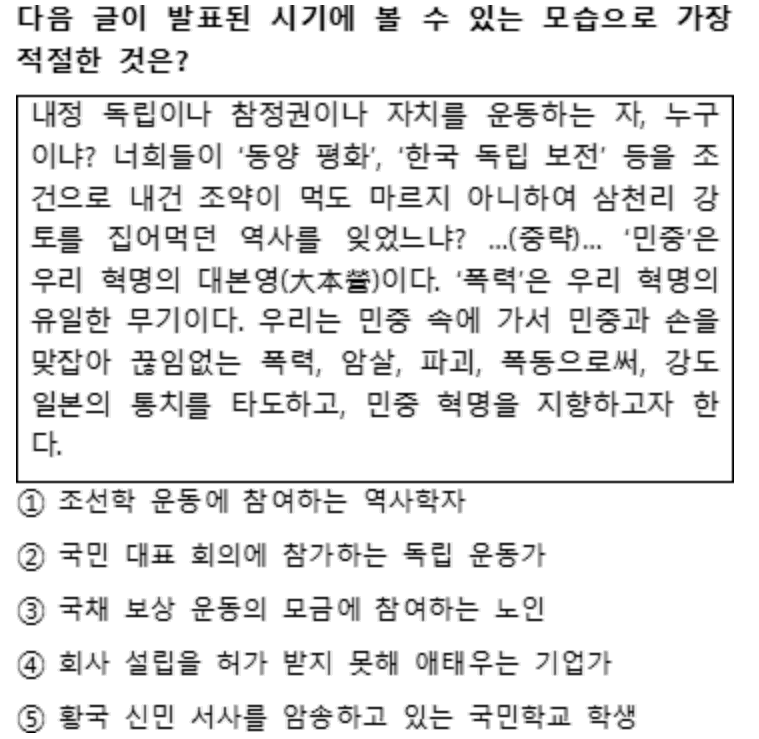 다음 글이 발표된 시기에 볼 수 있는 모습으로 가장
적절한 것은?
내정 독립이나 참정권이나 자치를 운동하는 자, 누구
이냐? 너희들이 '동양 평화', '한국 독립 보전' 등을 조
건으로 내건 조약이 먹도 마르지 아니하여 삼천리 강
토를 집어먹던 역사를 잊었느냐? ...(중략)... '민중'은
우리 혁명의 대본영(大本營)이다. '폭력'은 우리 혁명의
유일한 무기이다. 우리는 민중 속에 가서 민중과 손을
맞잡아 끊임없는 폭력, 암살, 파괴, 폭동으로써, 강도
일본의 통치를 타도하고, 민중 혁명을 지향하고자 한
다.
① 조선학 운동에 참여하는 역사학자
② 국민 대표 회의에 참가하는 독립 운동가
③ 국채 보상 운동의 모금에 참여하는 노인
④ 회사 설립을 허가 받지 못해 애태우는 기업가
⑤ 황국 신민 서사를 암송하고 있는 국민학교 학생